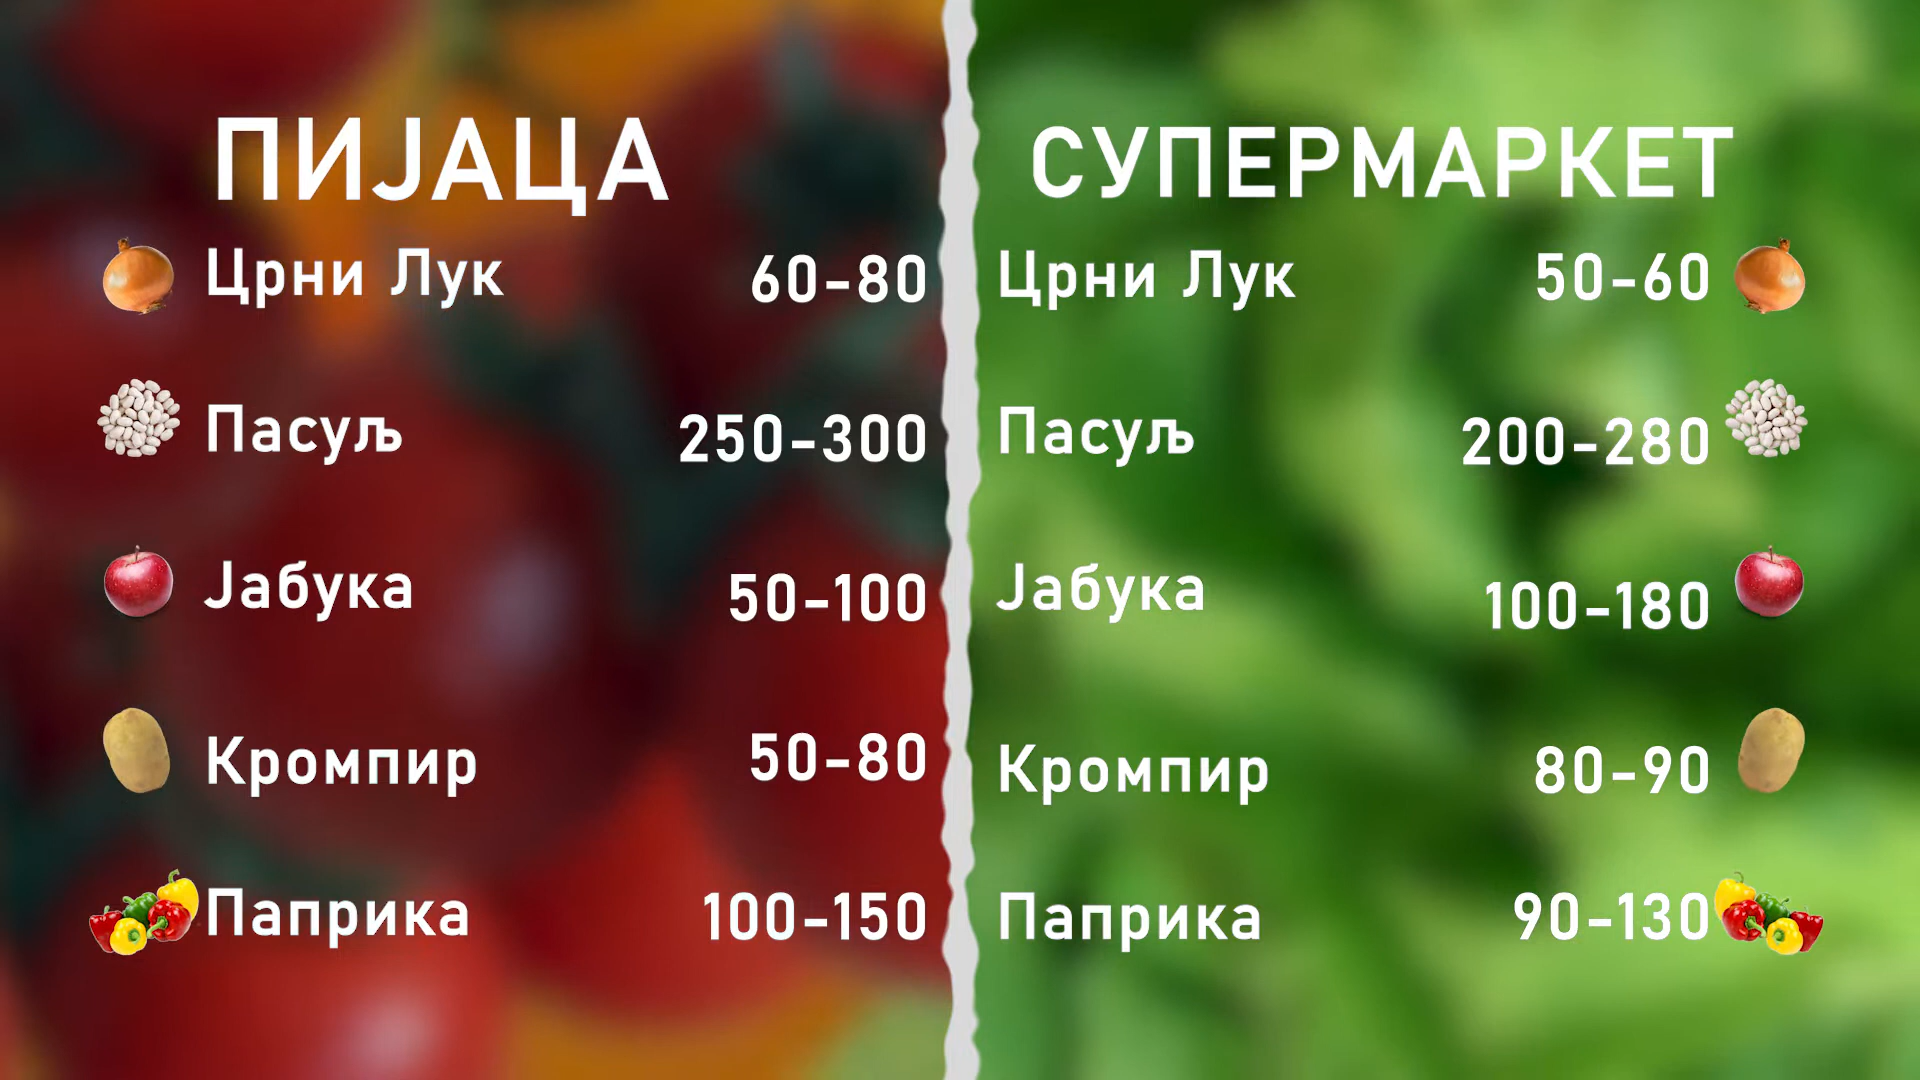 ПИЈАЦА
Црни Лук 60-80
Пасуљ 250-300
Јабука 50-100
Кромпир 50-80
Паприка 100-150
СУПЕРМАРКЕТ
Црни Лук 50-60
Пасуљ 200-280
Јабука 100-180
Кромпир 80-90
Паприка 90-130